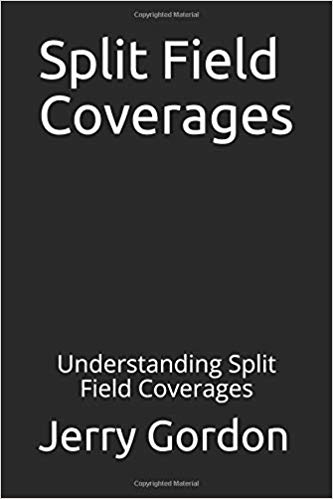 Copyrighted Material
Split Field
Coverages
Understanding Split
Field Coverages
Jerry Gordon
Copyrighted Material